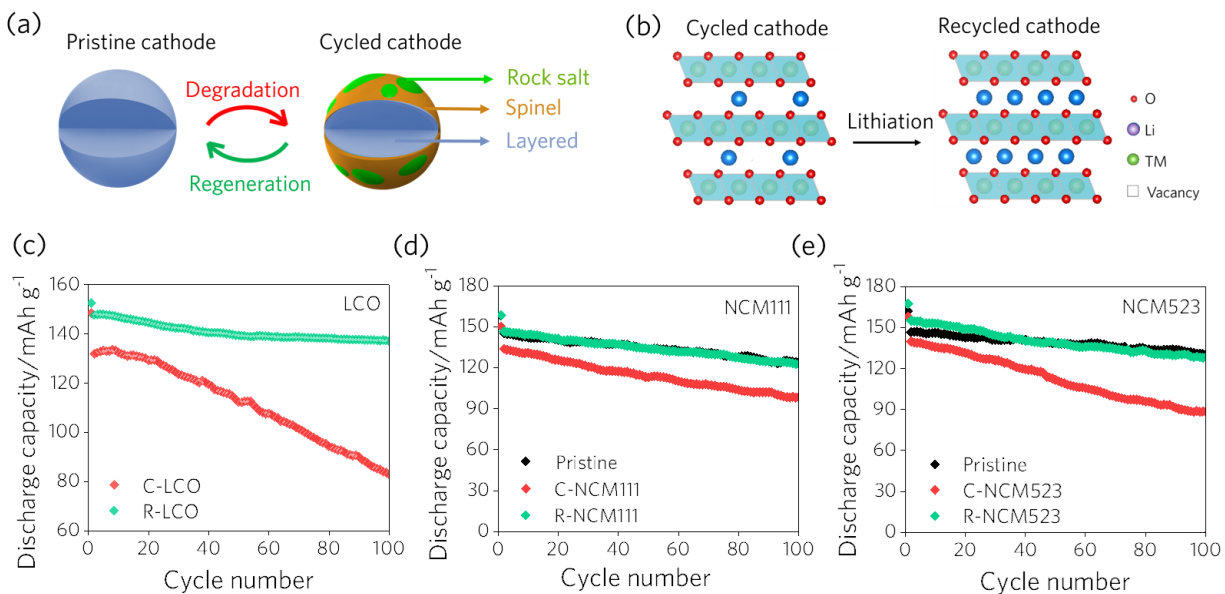 (a)
Pristine cathode
Cycled cathode
Degradation
Regeneration
Rock salt
Spinel
Layered
(b)
Cycled cathode
Recycled cathode
Lithiation
O
Li
TM
Vacancy
(c)
Discharge capacity/mAh g⁻¹
160
140
120
100
80
60
LCO
C-LCO
R-LCO
0 20 40 60 80 100
Cycle number
(d)
Discharge capacity/mAh g⁻¹
180
150
120
90
60
30
0
NCM111
Pristine
C-NCM111
R-NCM111
0 20 40 60 80 100
Cycle number
(e)
Discharge capacity/mAh g⁻¹
180
150
120
90
60
30
0
NCM523
Pristine
C-NCM523
R-NCM523
0 20 40 60 80 100
Cycle number